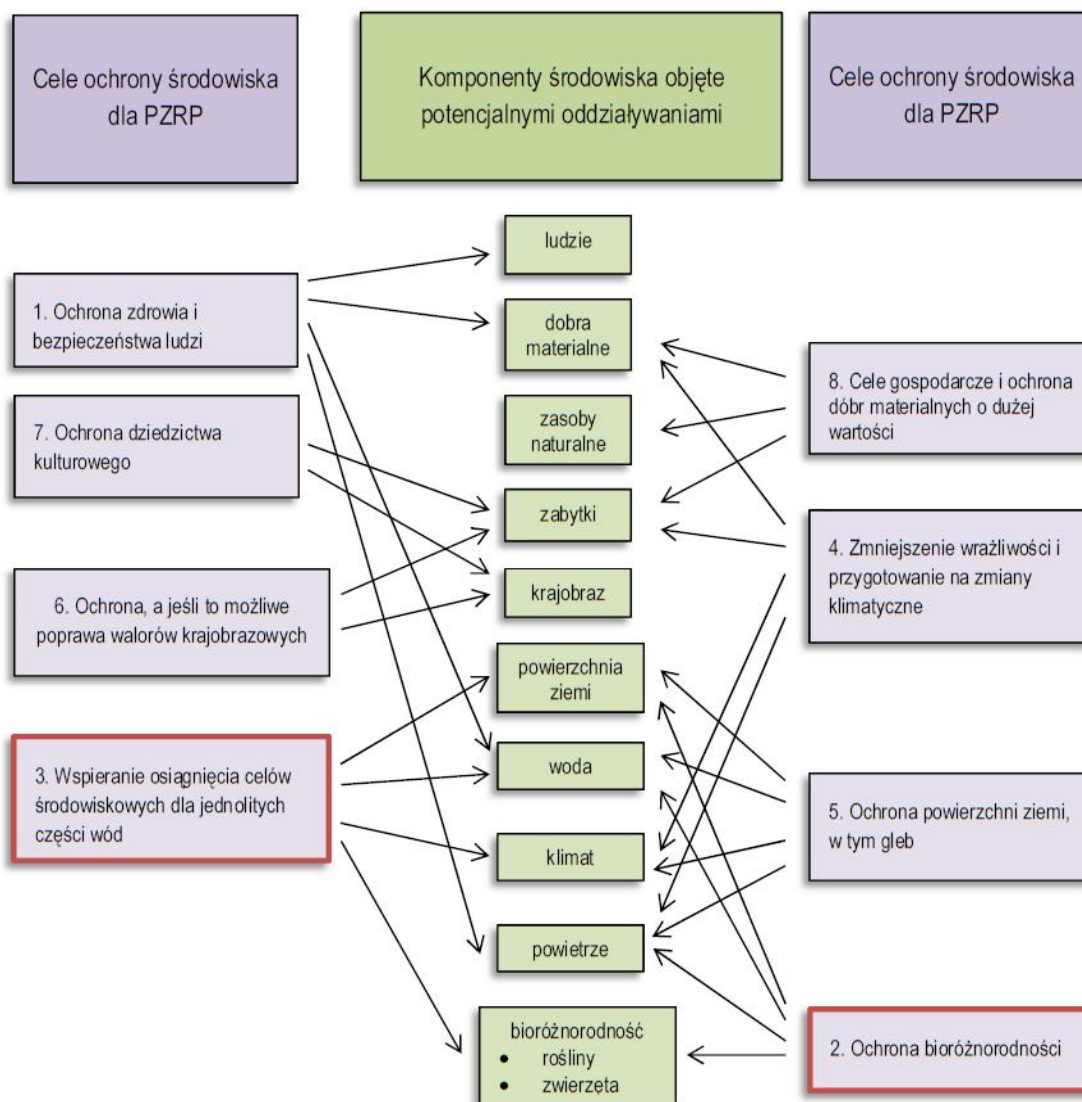 Cele ochrony środowiska
dla PZRP
Komponenty środowiska objęte
potencjalnymi oddziaływaniami
Cele ochrony środowiska
dla PZRP
1. Ochrona zdrowia i
bezpieczeństwa ludzi
7. Ochrona dziedzictwa
kulturowego
6. Ochrona, a jeśli to możliwe
poprawa walorów krajobrazowych
3. Wspieranie osiągnięcia celów
środowiskowych dla jednolitych
części wód
ludzie
dobra
materialne
zasoby
naturalne
zabytki
krajobraz
powierzchnia
ziemi
woda
klimat
powietrze
bioróżnorodność
• rośliny
• zwierzęta
8. Cele gospodarcze i ochrona
dóbr materialnych o dużej
wartości
4. Zmniejszenie wrażliwości i
przygotowanie na zmiany
klimatyczne
5. Ochrona powierzchni ziemi,
w tym gleb
2. Ochrona bioróżnorodności